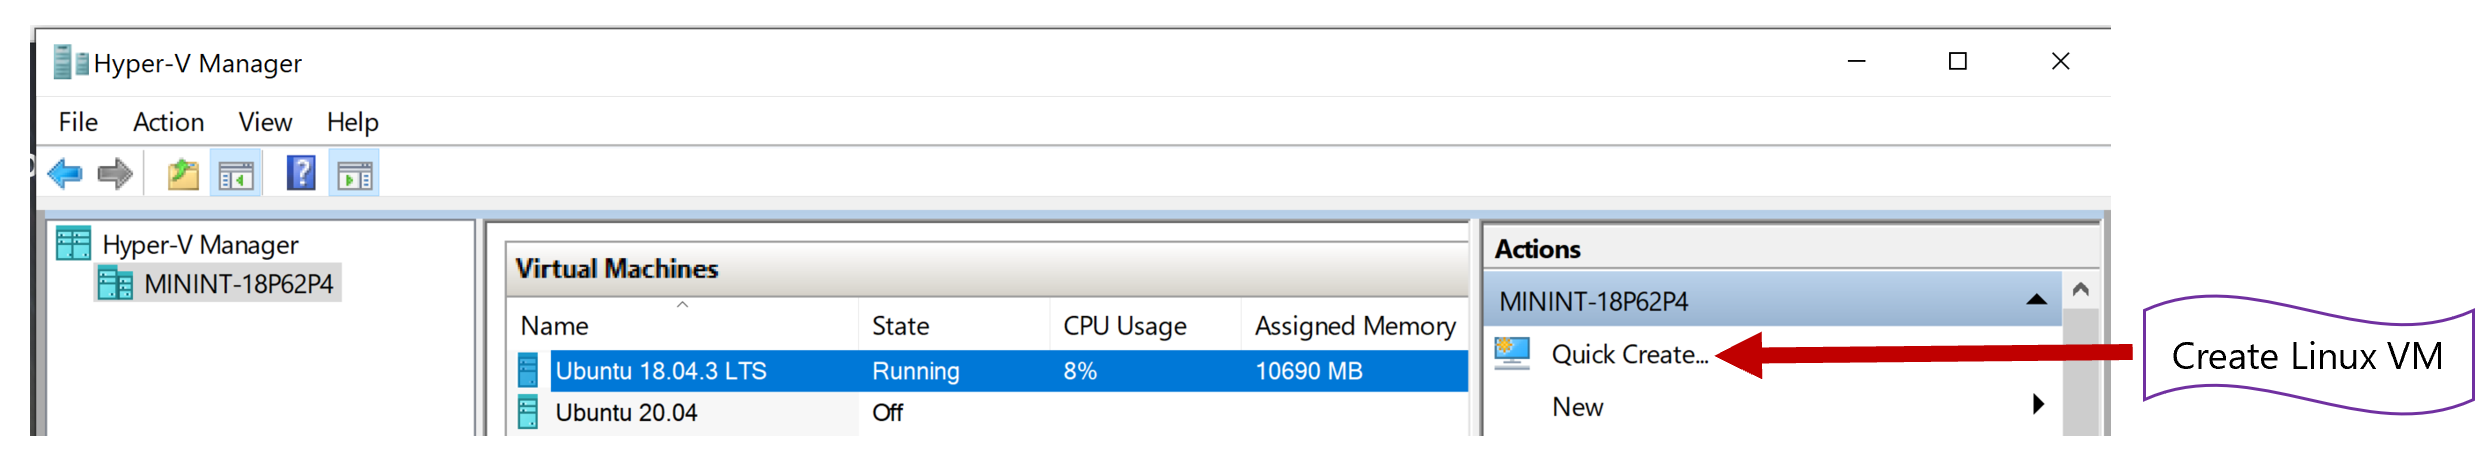 Hyper-V Manager
File Action View Help
Hyper-V Manager
MININT-18P62P4
Virtual Machines
Name State CPU Usage Assigned Memory
Ubuntu 18.04.3 LTS Running 8% 10690 MB
Ubuntu 20.04 Off
Actions
MININT-18P62P4
Quick Create...
New
Create Linux VM